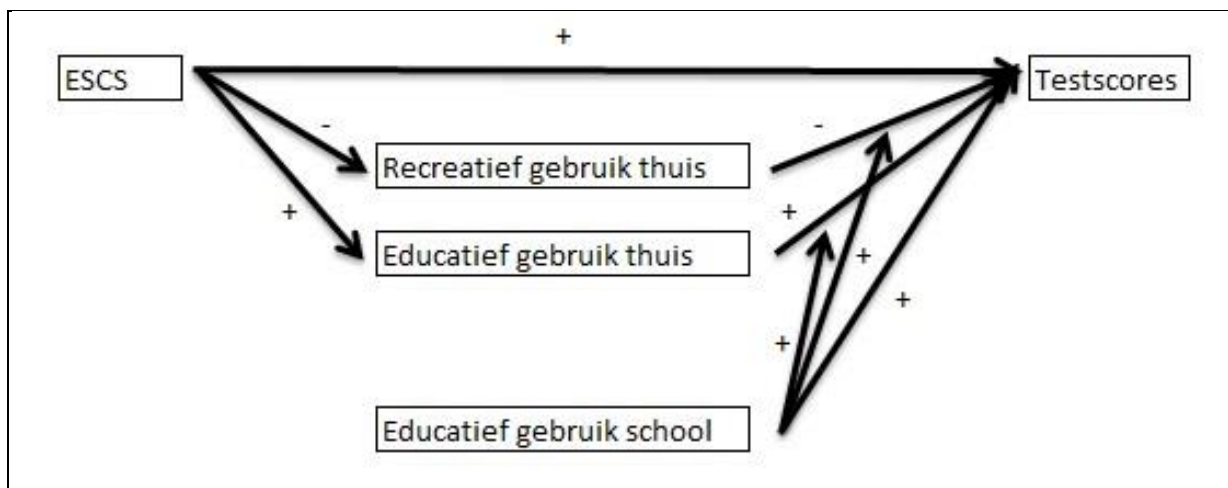 +
ESCS
Testscores
-
-
Recreatief gebruik thuis
+
+
Educatief gebruik thuis
+
+
+
Educatief gebruik school